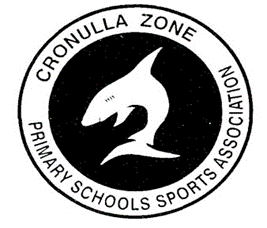 CRONULLA ZONE
PRIMARY SCHOOLS SPORTS ASSOCIATION